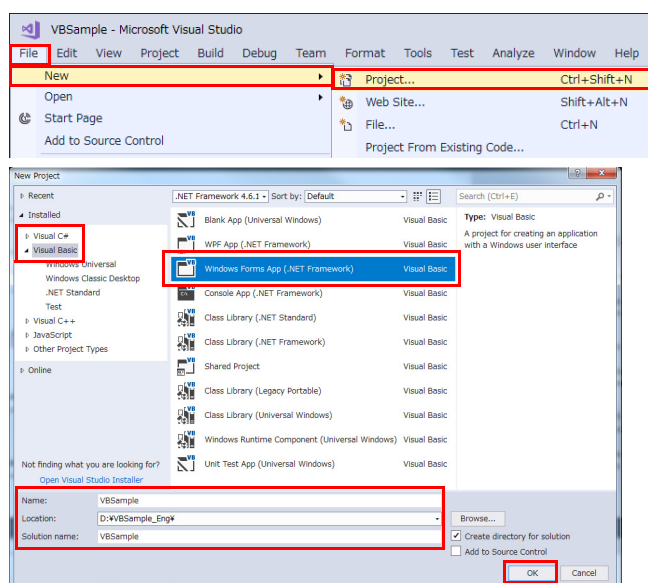 VBSample - Microsoft Visual Studio
File Edit View Project Build Debug Team Format Tools Test Analyze Window Help
New
Open
Start Page
Add to Source Control
Project... Ctrl+Shift+N
Web Site... Shift+Alt+N
File... Ctrl+N
Project From Existing Code...
New Project
Recent
Installed
Visual C#
Visual Basic
Windows Universal
Windows Classic Desktop
.NET Standard
Test
Visual C++
JavaScript
Other Project Types
Online
Not finding what you are looking for?
Open Visual Studio Installer
.NET Framework 4.6.1 Sort by: Default
Blank App (Universal Windows) Visual Basic
WPF App (.NET Framework) Visual Basic
Windows Forms App (.NET Framework) Visual Basic
Console App (.NET Framework) Visual Basic
Class Library (.NET Standard) Visual Basic
Class Library (.NET Framework) Visual Basic
Shared Project Visual Basic
Class Library (Legacy Portable) Visual Basic
Class Library (Universal Windows) Visual Basic
Windows Runtime Component (Universal Windows) Visual Basic
Unit Test App (Universal Windows) Visual Basic
Search (Ctrl+E)
Type: Visual Basic
A project for creating an application
with a Windows user interface
Name: VBSample
Location: D:¥VBSample_Eng¥
Solution name: VBSample
Browse...
Create directory for solution
Add to Source Control
OK Cancel